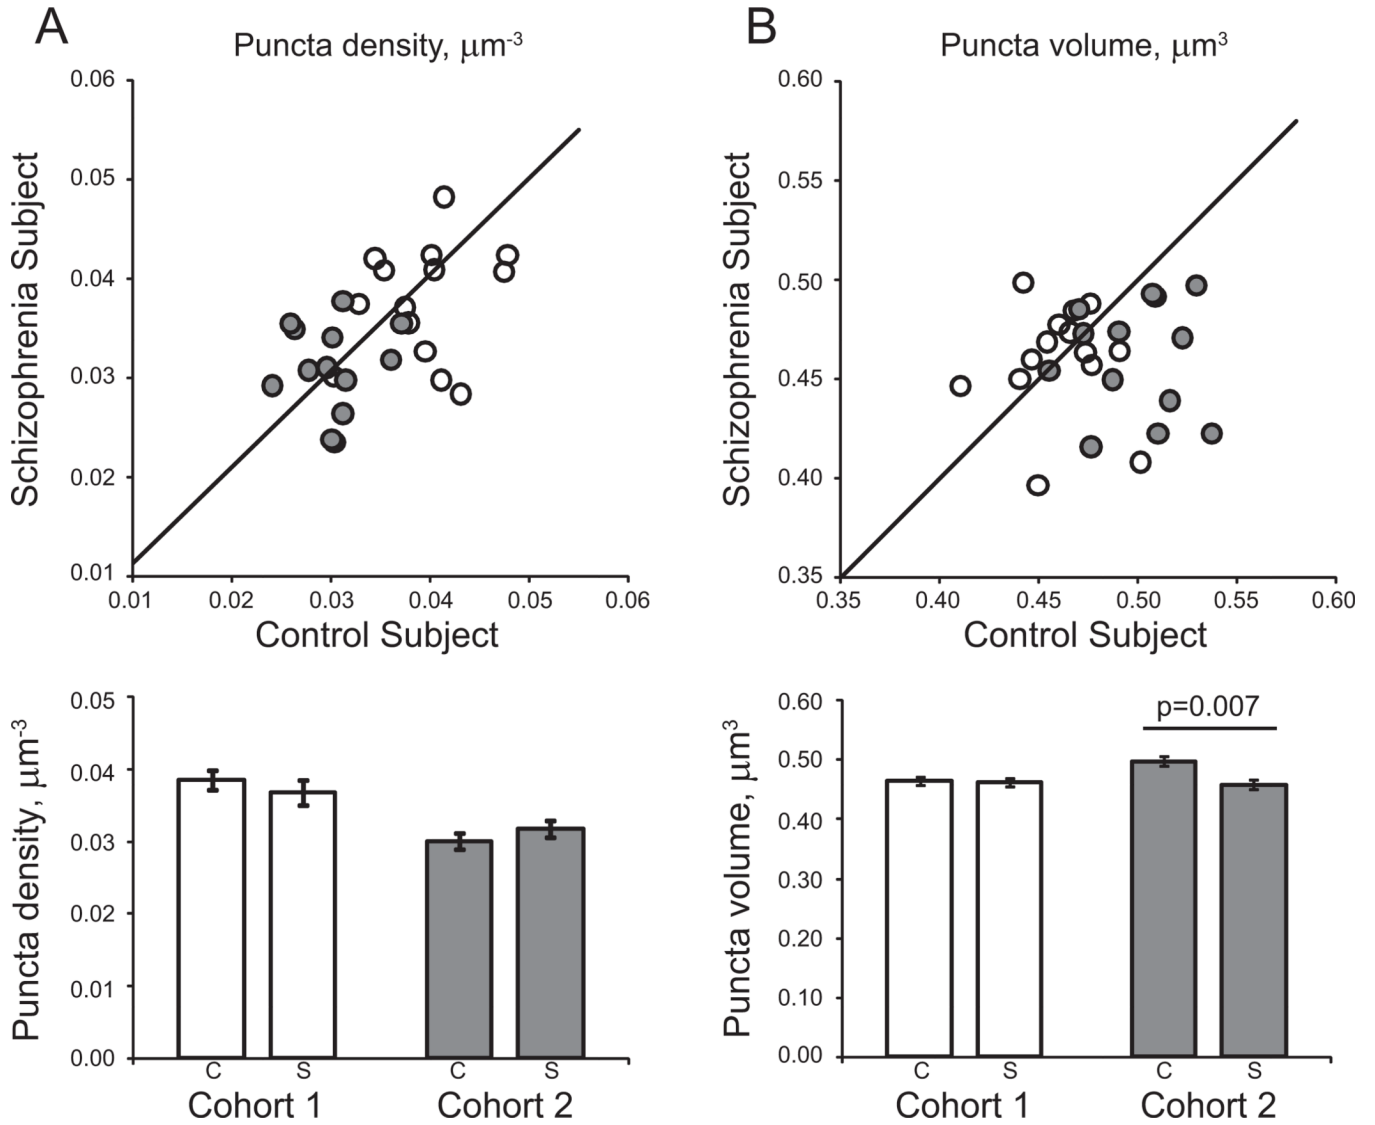 A
Puncta density, μm-3
0.06
0.05
0.04
0.03
0.02
0.01
Schizophrenia Subject
0.01 0.02 0.03 0.04 0.05 0.06
Control Subject
B
Puncta volume, μm3
0.60
0.55
0.50
0.45
0.40
0.35
Schizophrenia Subject
0.35 0.40 0.45 0.50 0.55 0.60
Control Subject
0.05
0.04
0.03
0.02
0.01
0.00
Puncta density, μm-3
C S C S
Cohort 1 Cohort 2
0.60
0.50
0.40
0.30
0.20
0.10
0.00
Puncta volume, μm3
p=0.007
C S C S
Cohort 1 Cohort 2